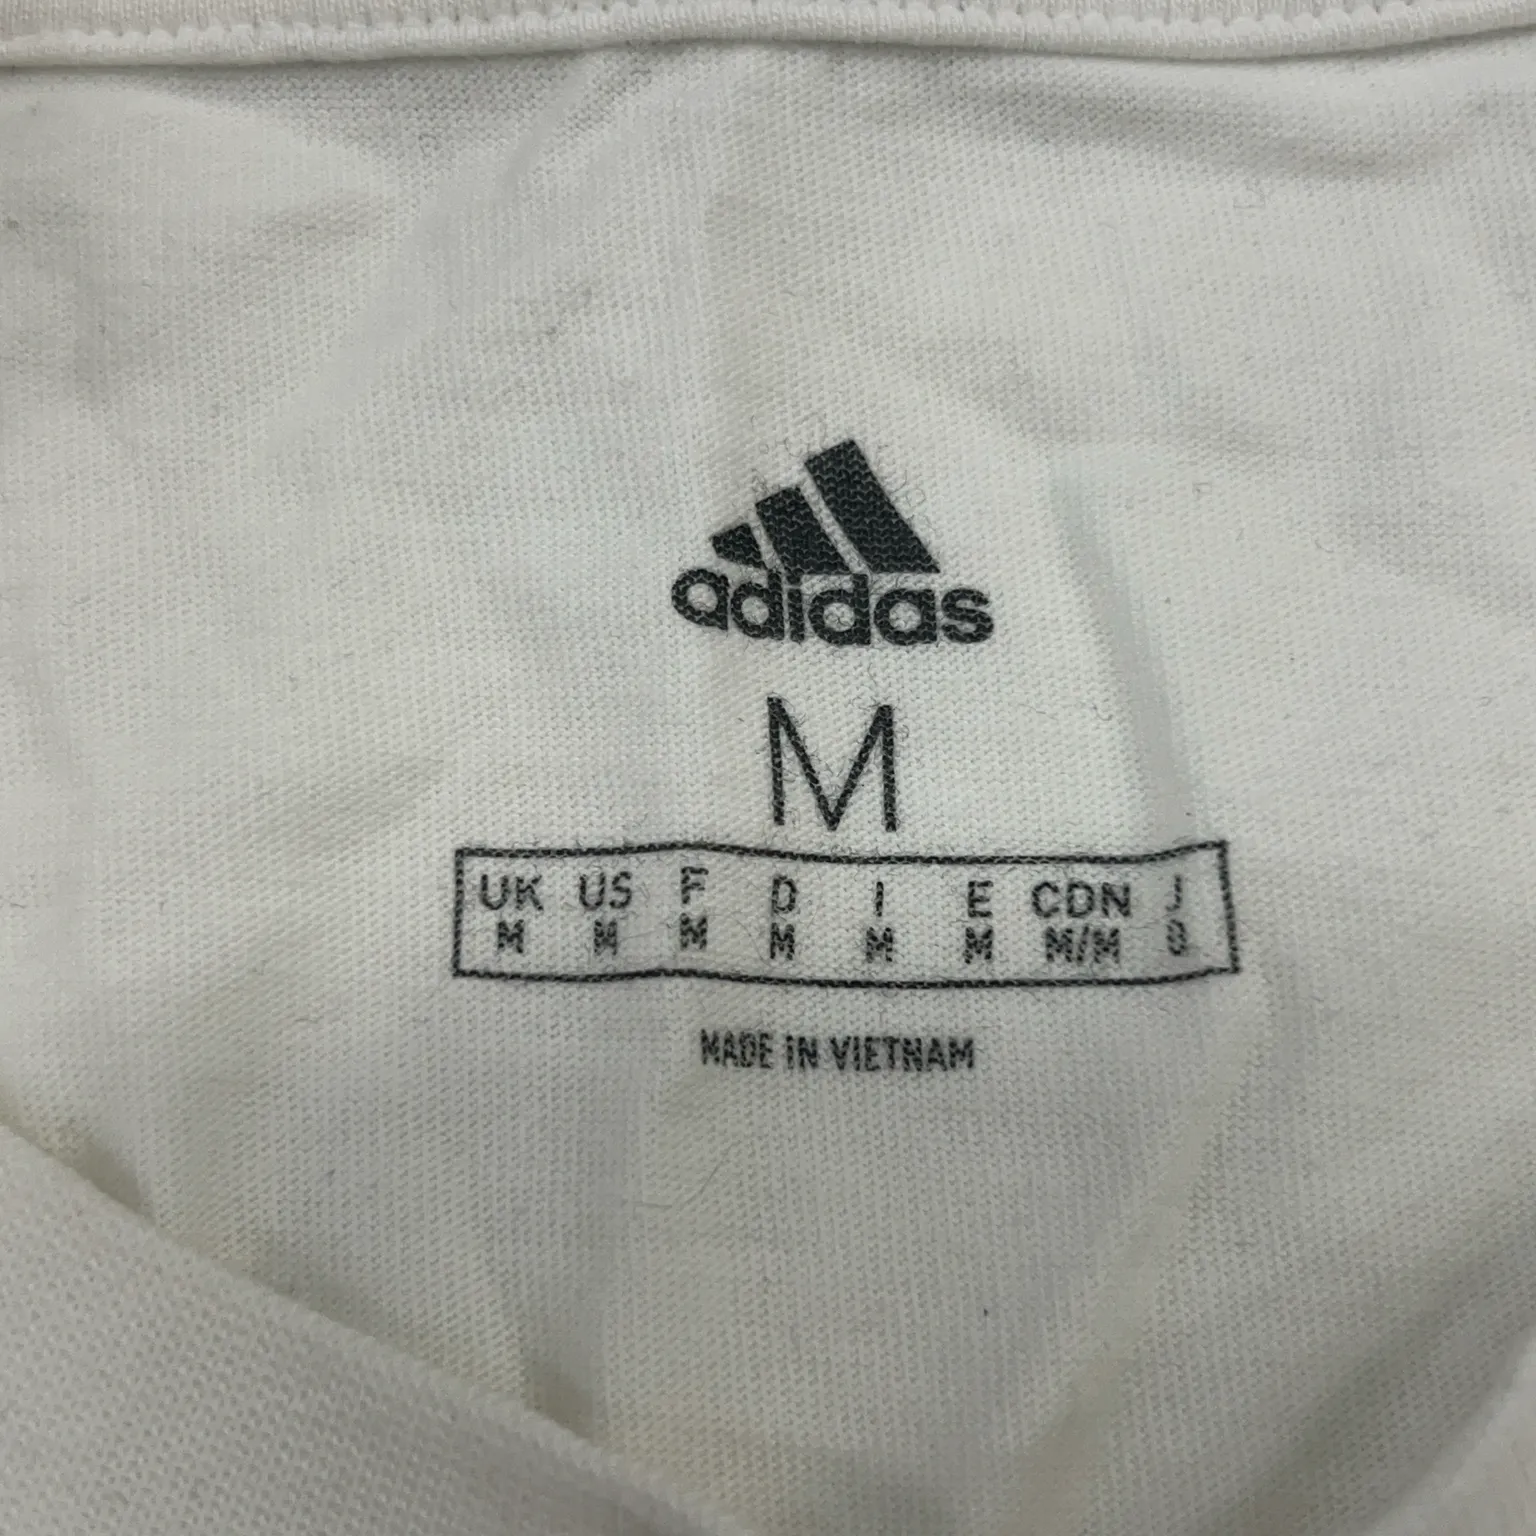 adidas
M
UK US F D I E CDN J
M M M M M M M/M O
MADE IN VIETNAM